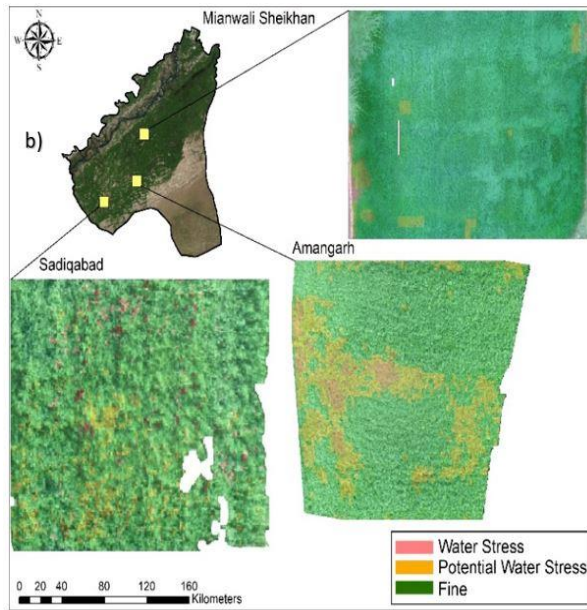 Mianwali Sheikhan
N
W E
S
b)
Sadiqabad
Amangarh
Water Stress
Potential Water Stress
Fine
0 20 40 80 120 160
Kilometers